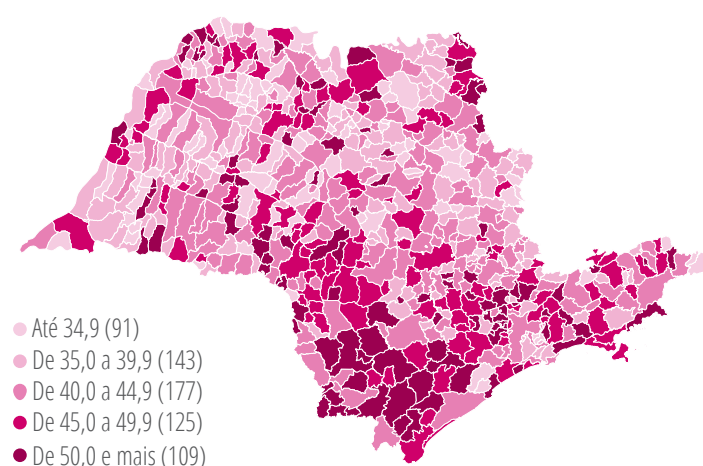 Até 34,9 (91)
De 35,0 a 39,9 (143)
De 40,0 a 44,9 (177)
De 45,0 a 49,9 (125)
De 50,0 e mais (109)